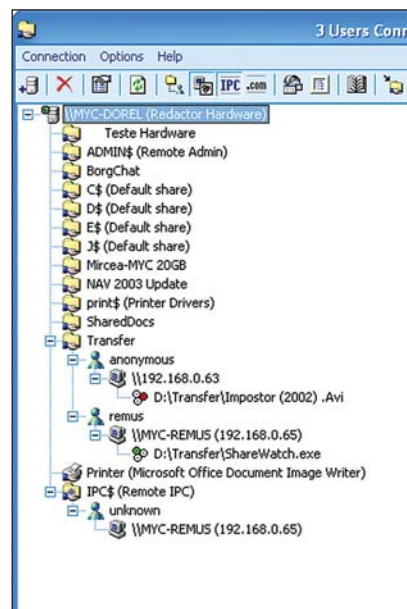 3 Users Conn
Connection Options Help
IPC .com
\\MYC-DOREL (Redactor Hardware)
Teste Hardware
ADMIN$ (Remote Admin)
BorgChat
C$ (Default share)
D$ (Default share)
E$ (Default share)
J$ (Default share)
Mircea-MYC 20GB
NAV 2003 Update
print$ (Printer Drivers)
SharedDocs
Transfer
anonymous
\\192.168.0.63
D:\Transfer\Impostor (2002) .Avi
remus
\\MYC-REMUS (192.168.0.65)
D:\Transfer\ShareWatch.exe
Printer (Microsoft Office Document Image Writer)
IPC$ (Remote IPC)
unknown
\\MYC-REMUS (192.168.0.65)